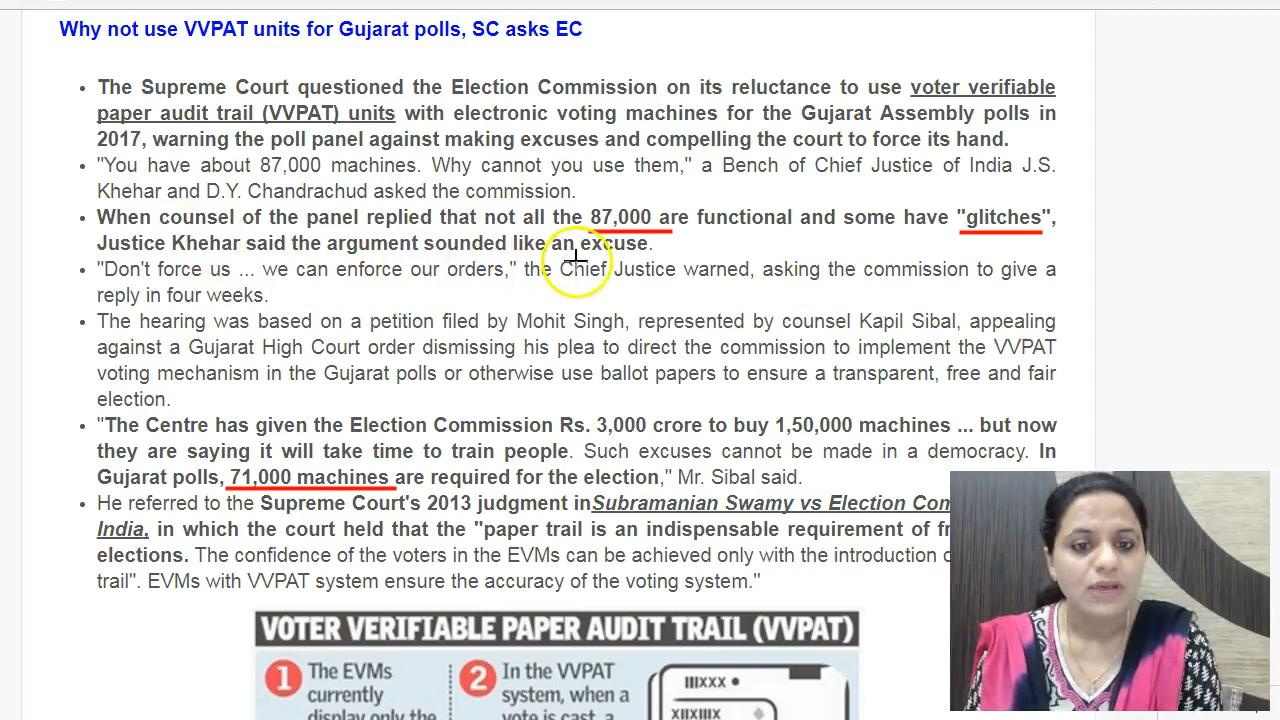 Why not use VVPAT units for Gujarat polls, SC asks EC
• The Supreme Court questioned the Election Commission on its reluctance to use voter verifiable
paper audit trail (VVPAT) units with electronic voting machines for the Gujarat Assembly polls in
2017, warning the poll panel against making excuses and compelling the court to force its hand.
• "You have about 87,000 machines. Why cannot you use them," a Bench of Chief Justice of India J.S.
Khehar and D.Y. Chandrachud asked the commission.
• When counsel of the panel replied that not all the 87,000 are functional and some have "glitches",
Justice Khehar said the argument sounded like an excuse.
• "Don't force us ... we can enforce our orders," the Chief Justice warned, asking the commission to give a
reply in four weeks.
• The hearing was based on a petition filed by Mohit Singh, represented by counsel Kapil Sibal, appealing
against a Gujarat High Court order dismissing his plea to direct the commission to implement the VVPAT
voting mechanism in the Gujarat polls or otherwise use ballot papers to ensure a transparent, free and fair
election.
• "The Centre has given the Election Commission Rs. 3,000 crore to buy 1,50,000 machines ... but now
they are saying it will take time to train people. Such excuses cannot be made in a democracy. In
Gujarat polls, 71,000 machines are required for the election," Mr. Sibal said.
• He referred to the Supreme Court's 2013 judgment in Subramanian Swamy vs Election Com
India, in which the court held that the "paper trail is an indispensable requirement of f
elections. The confidence of the voters in the EVMs can be achieved only with the introduction
trail". EVMs with VVPAT system ensure the accuracy of the voting system."
VOTER VERIFIABLE PAPER AUDIT TRAIL (VVPAT)
1 The EVMs
currently
display only the
2 In the VVPAT
system, when a
vote is cast, a
IIIXXX
XIIXIIIX